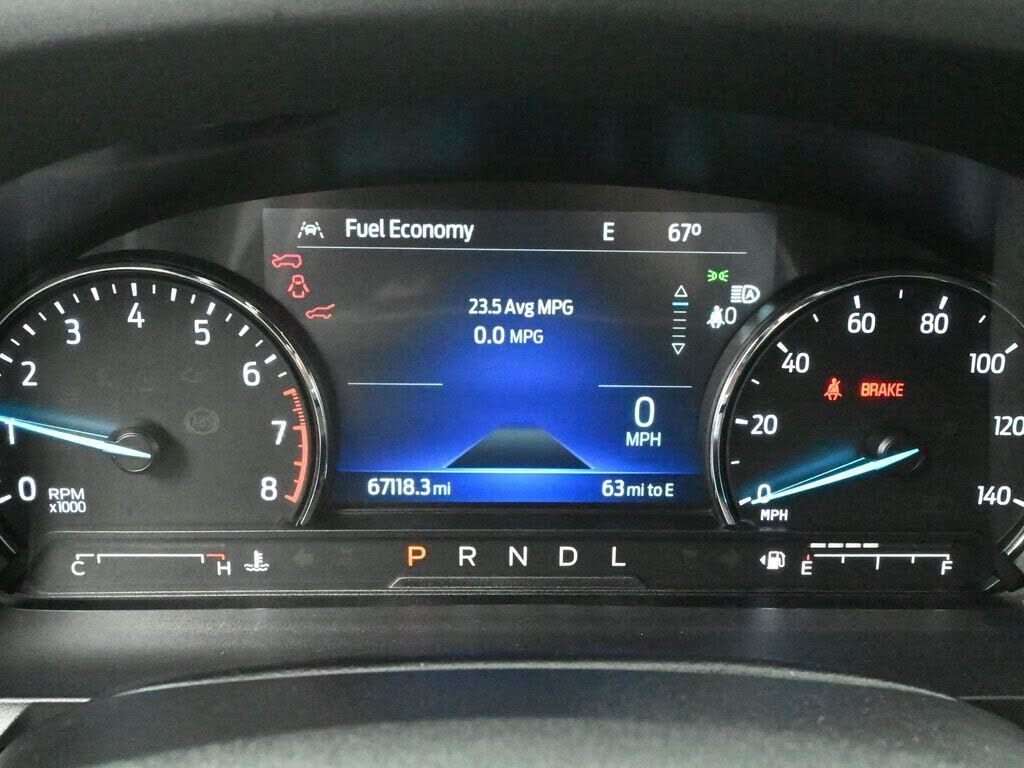 Fuel Economy E 67º
23.5 Avg MPG
0.0 MPG
0
A
0
MPH
67118.3 mi 63 mi to E
0 1 2 3 4 5 6 7 8
RPM
x1000
0 20 40 60 80 100 120 140
BRAKE
MPH
C H
P R N D L
E F